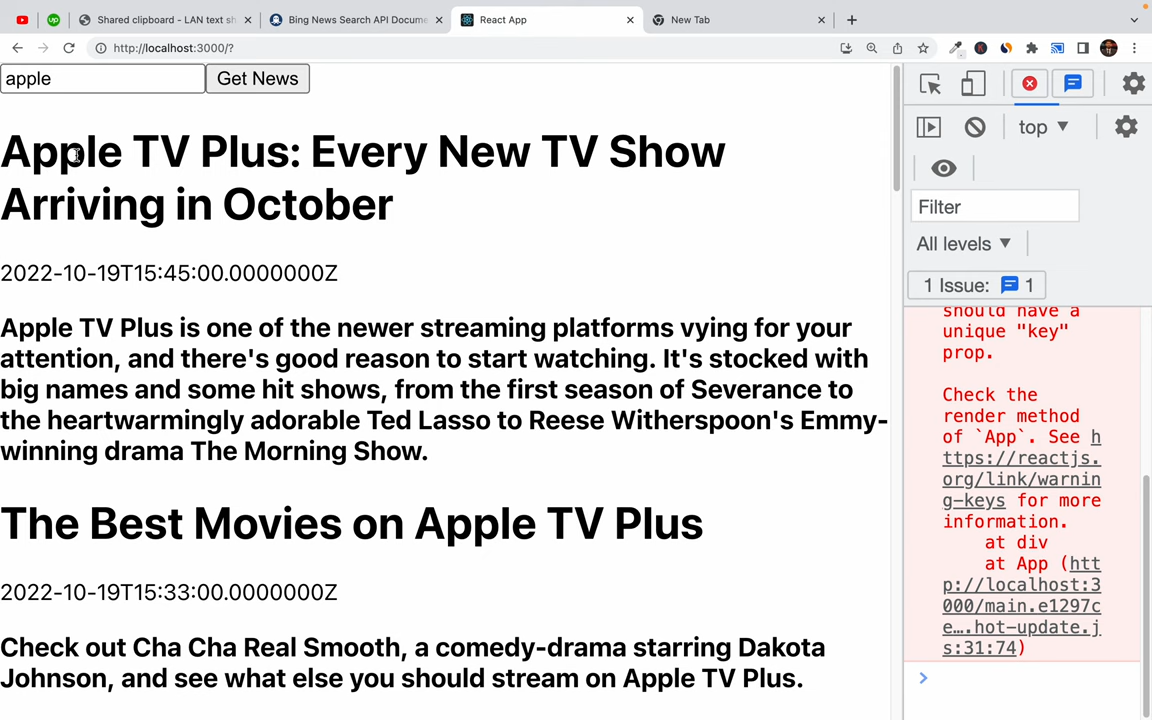 Shared clipboard - LAN text sh
Bing News Search API Docume
React App
New Tab
http://localhost:3000/?
apple
Get News
Apple TV Plus: Every New TV Show
Arriving in October
2022-10-19T15:45:00.0000000Z
Apple TV Plus is one of the newer streaming platforms vying for your
attention, and there's good reason to start watching. It's stocked with
big names and some hit shows, from the first season of Severance to
the heartwarmingly adorable Ted Lasso to Reese Witherspoon's Emmy-
winning drama The Morning Show.
The Best Movies on Apple TV Plus
2022-10-19T15:33:00.0000000Z
Check out Cha Cha Real Smooth, a comedy-drama starring Dakota
Johnson, and see what else you should stream on Apple TV Plus.
top
Filter
All levels
1 Issue: 1
should have a
unique "key"
prop.
Check the
render method
of `App`. See h
ttps://reactjs.
org/link/warnin
g-keys for more
information.
at div
at App (htt
p://localhost:3
000/main.e1297c
e….hot-update.j
s:31:74)